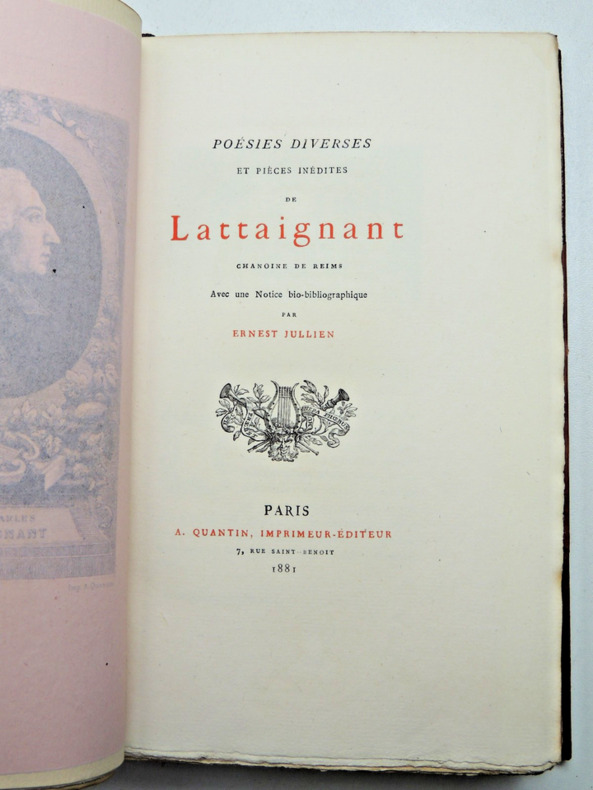 POÉSIES DIVERSES
ET PIÈCES INÉDITES
DE
Lattaignant
CHANOINE DE REIMS
Avec une Notice bio-bibliographique
PAR
ERNEST JULLIEN
PARIS
A. QUANTIN, IMPRIMEUR-ÉDITEUR
7, RUE SAINT-BENOIT
1881